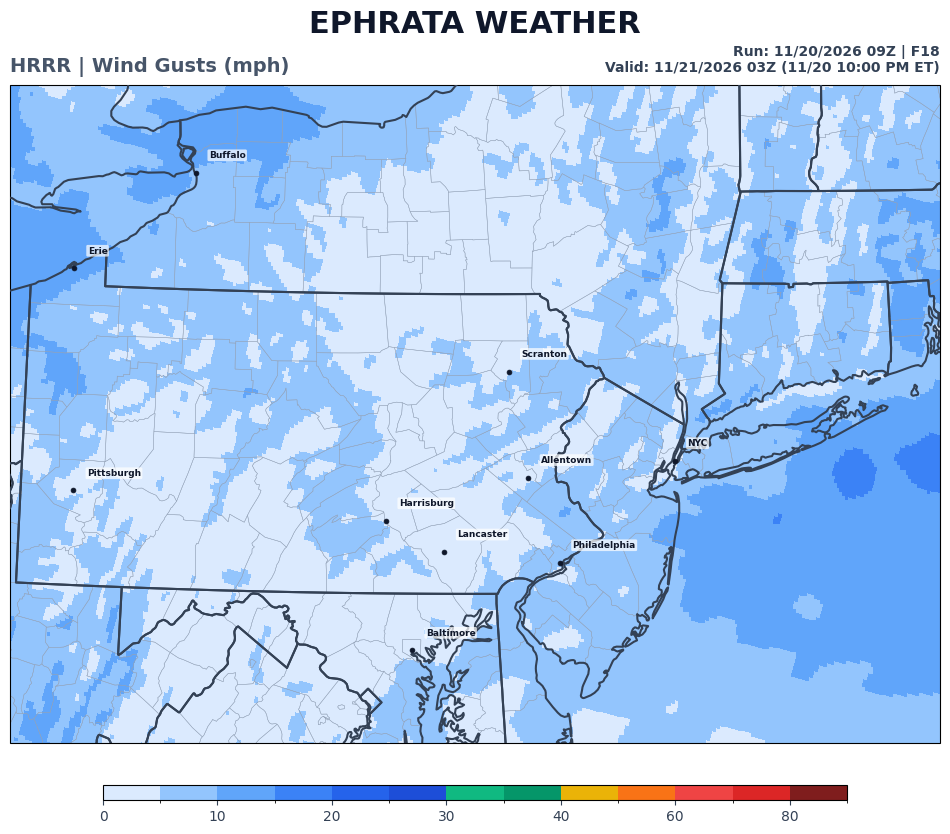 EPHRATA WEATHER
HRRR | Wind Gusts (mph)
Run: 11/20/2026 09Z | F18
Valid: 11/21/2026 03Z (11/20 10:00 PM ET)
Buffalo
Erie
Scranton
NYC
Allentown
Pittsburgh
Harrisburg
Lancaster
Philadelphia
Baltimore
0 10 20 30 40 50 60 80